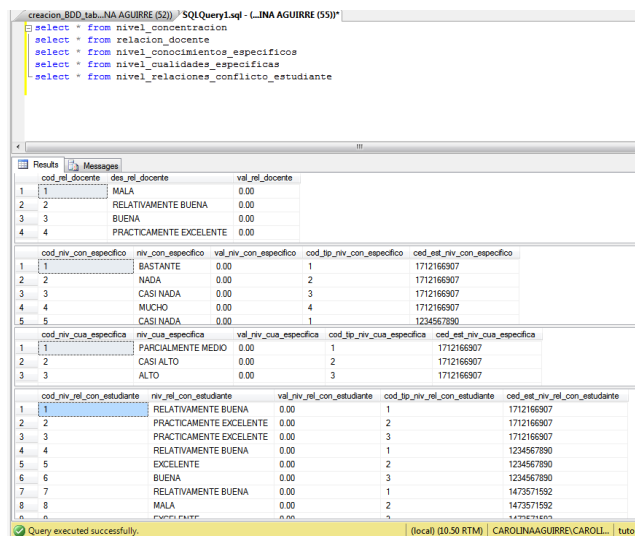 creacion_BDD_tab...NA AGUIRRE (52)) SQLQuery1.sql - (...INA AGUIRRE (55))*
select * from nivel_concentracion
select * from relacion_docente
select * from nivel_conocimientos_especificos
select * from nivel_cualidades_especificas
select * from nivel_relaciones_conflicto_estudiante
Results Messages
cod_rel_docente des_rel_docente val_rel_docente
1 1 MALA 0.00
2 2 RELATIVAMENTE BUENA 0.00
3 3 BUENA 0.00
4 4 PRACTICAMENTE EXCELENTE 0.00
cod_niv_con_especifico niv_con_especifico val_niv_con_especifico cod_tip_niv_con_especifico ced_est_niv_con_especifico
1 1 BASTANTE 0.00 1 1712166907
2 2 NADA 0.00 2 1712166907
3 3 CASI NADA 0.00 3 1712166907
4 4 MUCHO 0.00 4 1712166907
5 5 CASI NADA 0.00 1 1234567890
cod_niv_cua_especifica niv_cua_especifica val_niv_cua_especifica cod_tip_niv_cua_especifica ced_est_niv_cua_especifica
1 1 PARCIALMENTE MEDIO 0.00 1 1712166907
2 2 CASI ALTO 0.00 2 1712166907
3 3 ALTO 0.00 3 1712166907
cod_niv_rel_con_estudiante niv_rel_con_estudiante val_niv_rel_con_estudiante cod_tip_niv_rel_con_estudiante ced_est_niv_rel_con_estudainte
1 1 RELATIVAMENTE BUENA 0.00 1 1712166907
2 2 PRACTICAMENTE EXCELENTE 0.00 2 1712166907
3 3 PRACTICAMENTE EXCELENTE 0.00 3 1712166907
4 4 RELATIVAMENTE BUENA 0.00 1 1234567890
5 5 EXCELENTE 0.00 2 1234567890
6 6 BUENA 0.00 3 1234567890
7 7 RELATIVAMENTE BUENA 0.00 1 1473571592
8 8 MALA 0.00 2 1473571592
9 9 EXCELENTE 0.00 3 1473571592
Query executed successfully. (local) (10.50 RTM) CAROLINAAGUIRRE\CAROLI... tuto